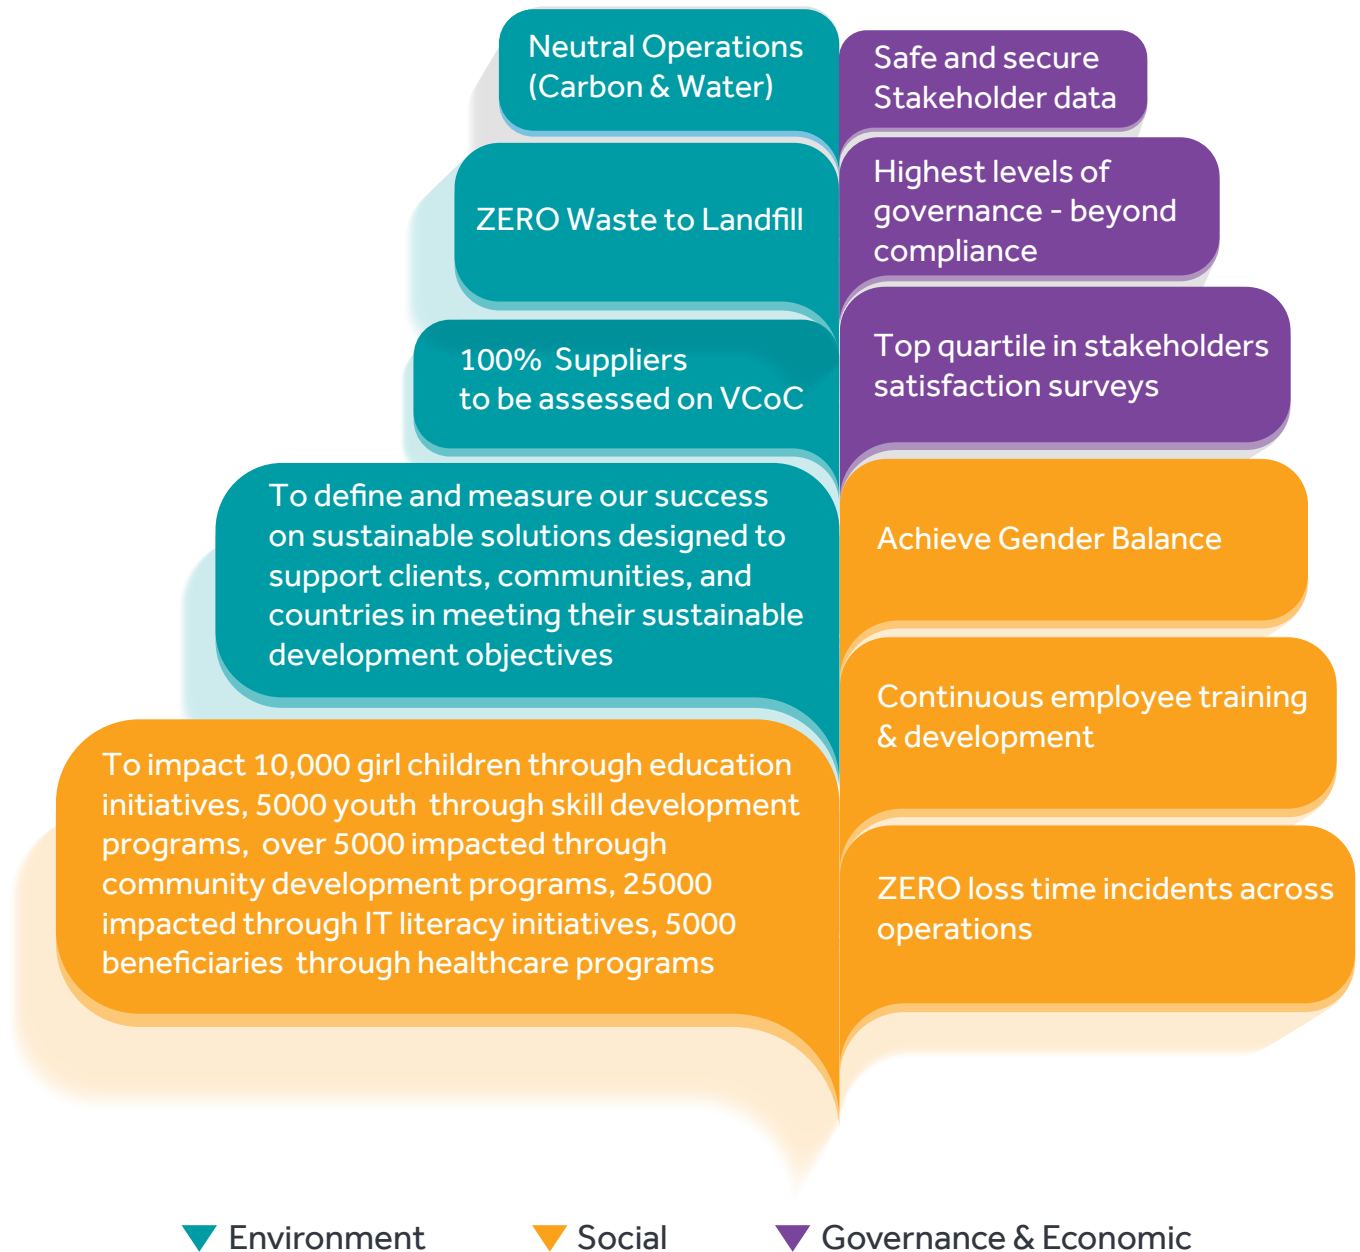 Neutral Operations
(Carbon & Water)
ZERO Waste to Landfill
100% Suppliers
to be assessed on VCoC
To define and measure our success
on sustainable solutions designed to
support clients, communities, and
countries in meeting their sustainable
development objectives
To impact 10,000 girl children through education
initiatives, 5000 youth through skill development
programs, over 5000 impacted through
community development programs, 25000
impacted through IT literacy initiatives, 5000
beneficiaries through healthcare programs
Safe and secure
Stakeholder data
Highest levels of
governance - beyond
compliance
Top quartile in stakeholders
satisfaction surveys
Achieve Gender Balance
Continuous employee training
& development
ZERO loss time incidents across
operations
Environment
Social
Governance & Economic